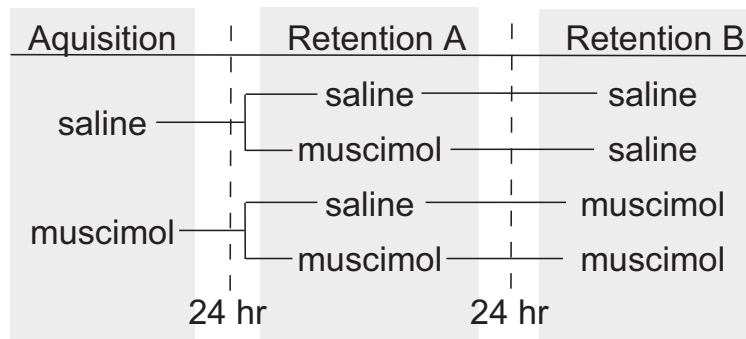 Aquisition Retention A Retention B
saline saline
saline
muscimol saline
saline muscimol
muscimol
muscimol muscimol
24 hr 24 hr